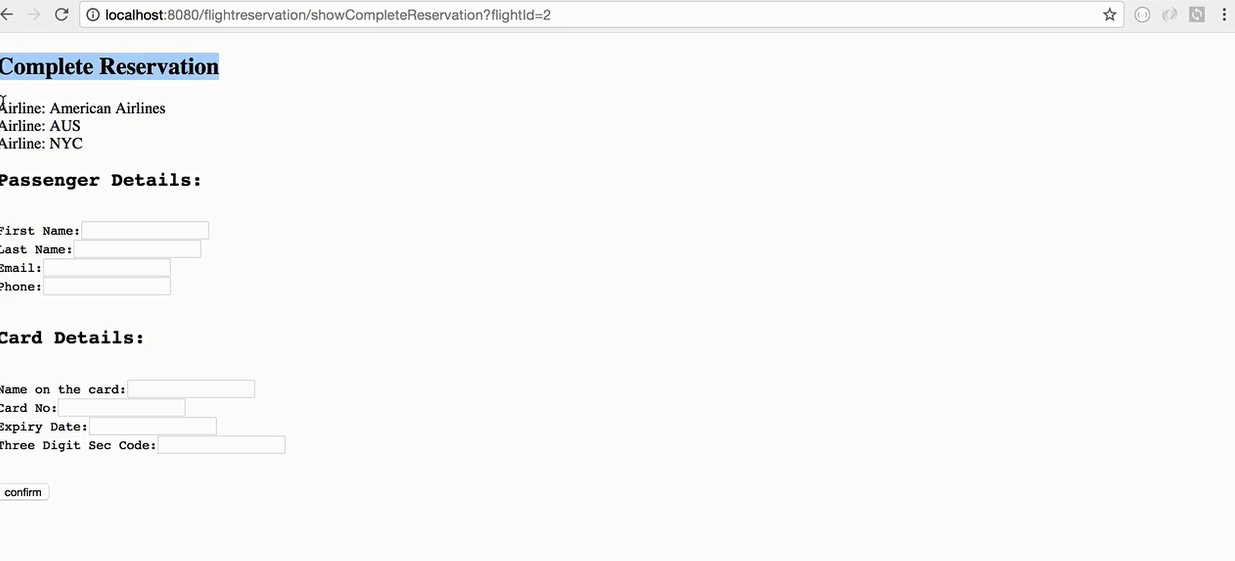 localhost:8080/flightreservation/showCompleteReservation?flightId=2
Complete Reservation
Airline: American Airlines
Airline: AUS
Airline: NYC
Passenger Details:
First Name:
Last Name:
Email:
Phone:
Card Details:
Name on the card:
Card No:
Expiry Date:
Three Digit Sec Code:
confirm